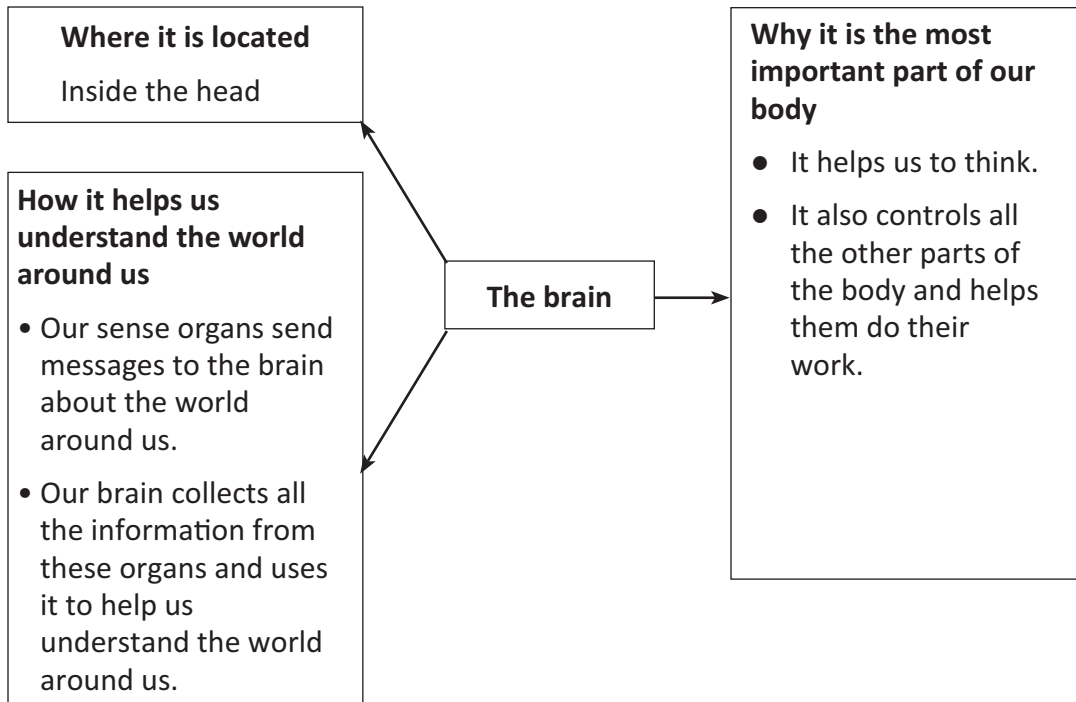 Where it is located
Inside the head
How it helps us
understand the world
around us
• Our sense organs send
messages to the brain
about the world
around us.
• Our brain collects all
the information from
these organs and uses
it to help us
understand the world
around us.
The brain
Why it is the most
important part of our
body
● It helps us to think.
● It also controls all
the other parts of
the body and helps
them do their
work.